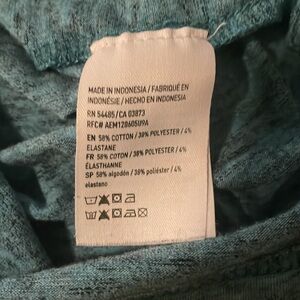 MADE IN INDONESIA / FABRIQUÉ EN
INDONÉSIE / HECHO EN INDONESIA
RN 54485 / CA 03873
RFC# AEM120605U9A
EN 58% COTTON / 38% POLYESTER / 4%
ELASTANE
FR 58% COTON / 38% POLYESTER / 4%
ÉLASTHANNE
SP 58% algodón / 38% poliéster / 4%
elastano